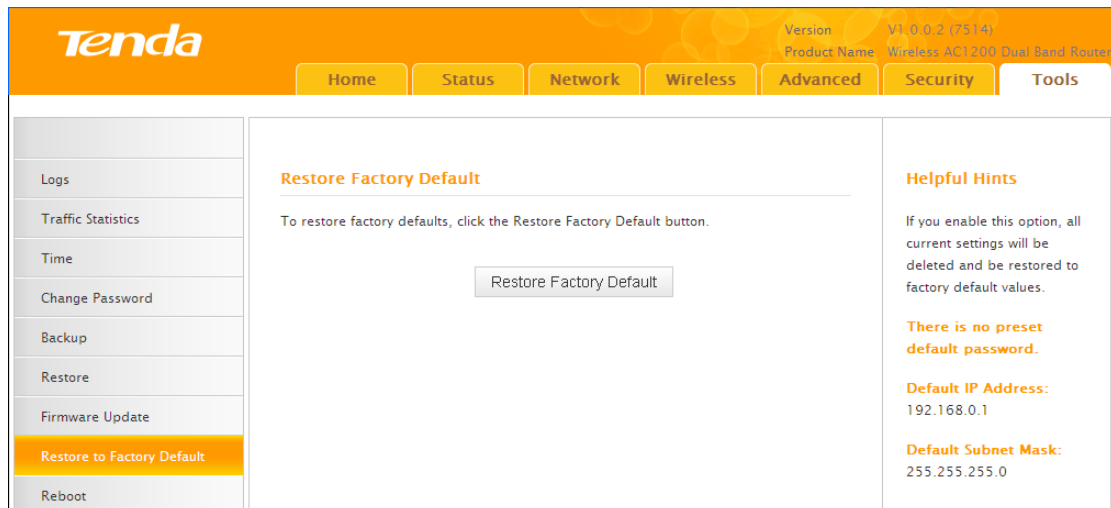 Tenda
Version V1.0.0.2 (7514)
Product Name Wireless AC1200 Dual Band Router
Home Status Network Wireless Advanced Security Tools
Logs
Traffic Statistics
Time
Change Password
Backup
Restore
Firmware Update
Restore to Factory Default
Reboot
Restore Factory Default
To restore factory defaults, click the Restore Factory Default button.
Restore Factory Default
Helpful Hints
If you enable this option, all
current settings will be
deleted and be restored to
factory default values.
There is no preset
default password.
Default IP Address:
192.168.0.1
Default Subnet Mask:
255.255.255.0